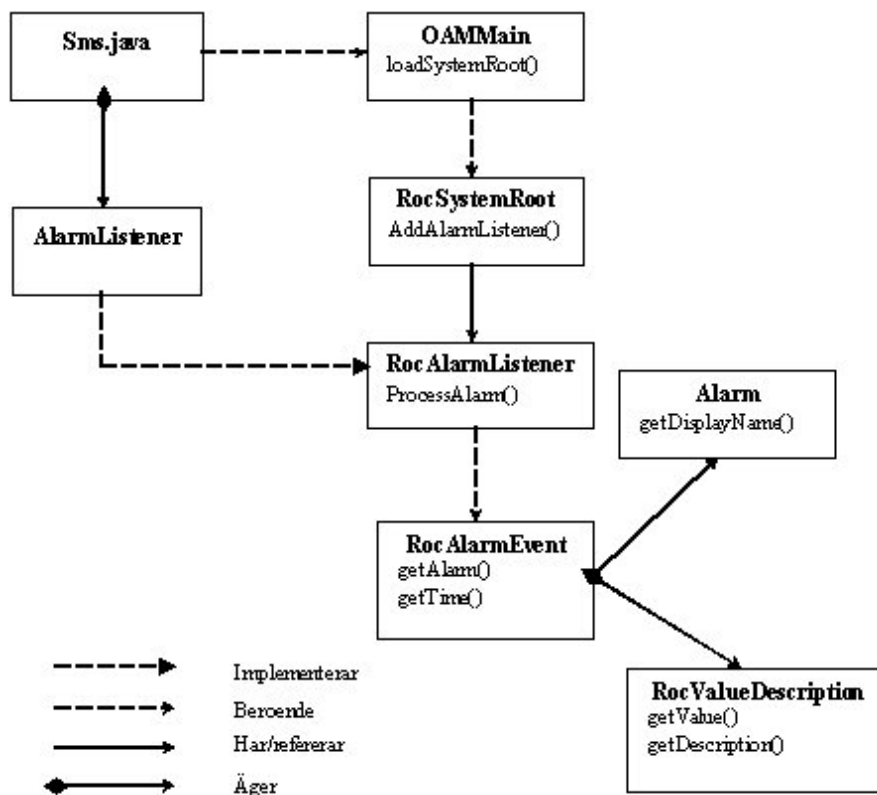 Sms.java
OAMMain
loadSystemRoot()
RocSystemRoot
AddAlarmListener()
AlarmListener
RocAlarmListener
ProcessAlarm()
Alarm
getDisplayName()
RocAlarmEvent
getAlarm()
getTime()
RocValueDescription
getValue()
getDescription()
Implementerar
Beroende
Har/refererar
Äger